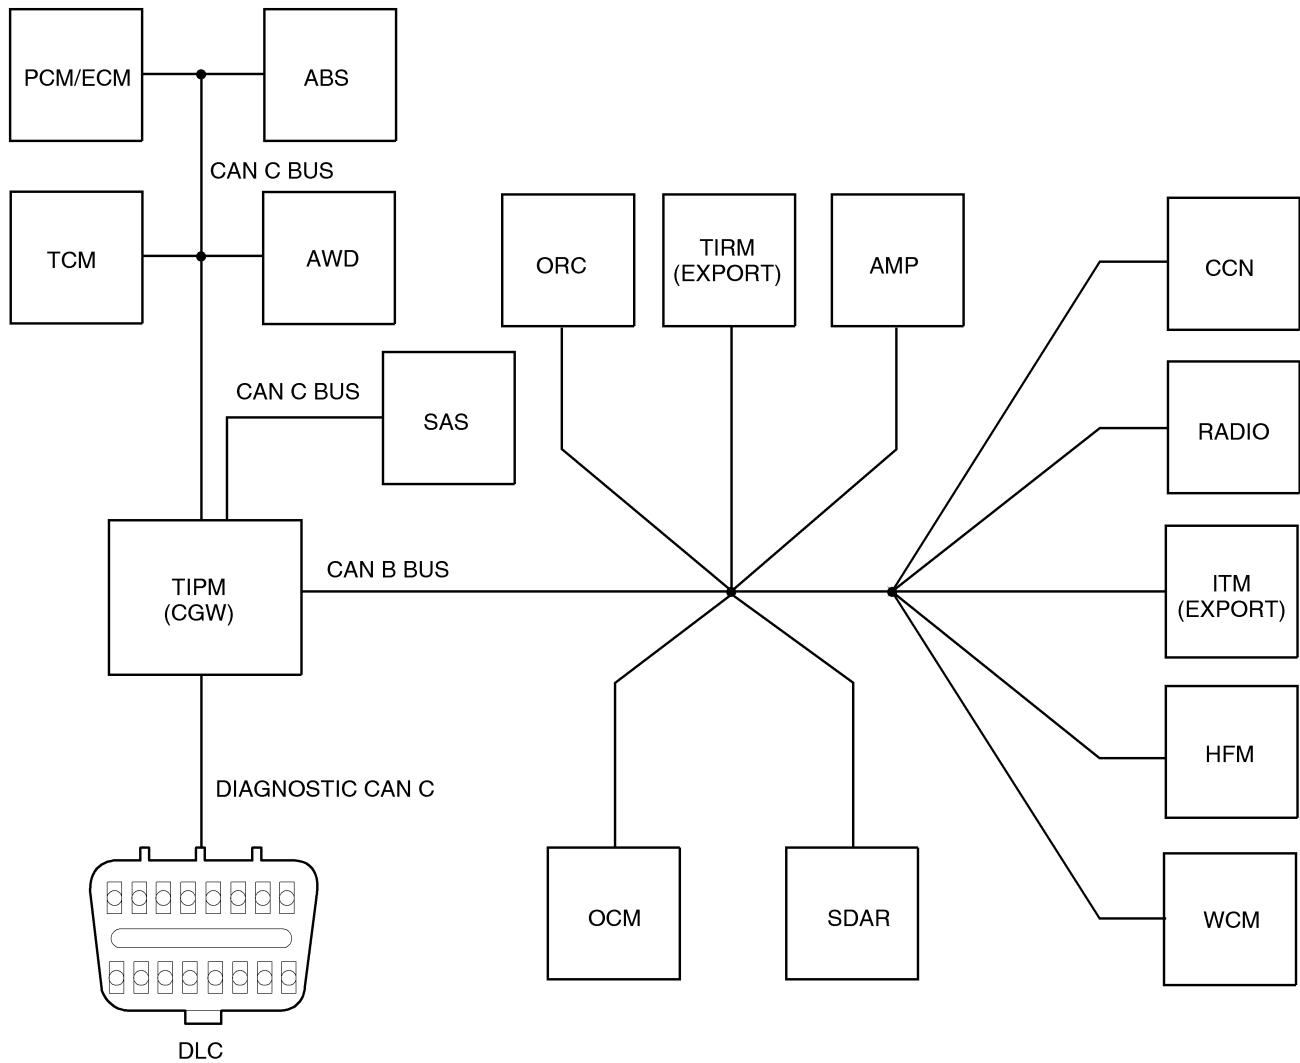 PCM/ECM
ABS
CAN C BUS
TCM
AWD
ORC
TIRM
(EXPORT)
AMP
CCN
CAN C BUS
SAS
RADIO
CAN B BUS
TIPM
(CGW)
ITM
(EXPORT)
HFM
DIAGNOSTIC CAN C
OCM
SDAR
WCM
DLC